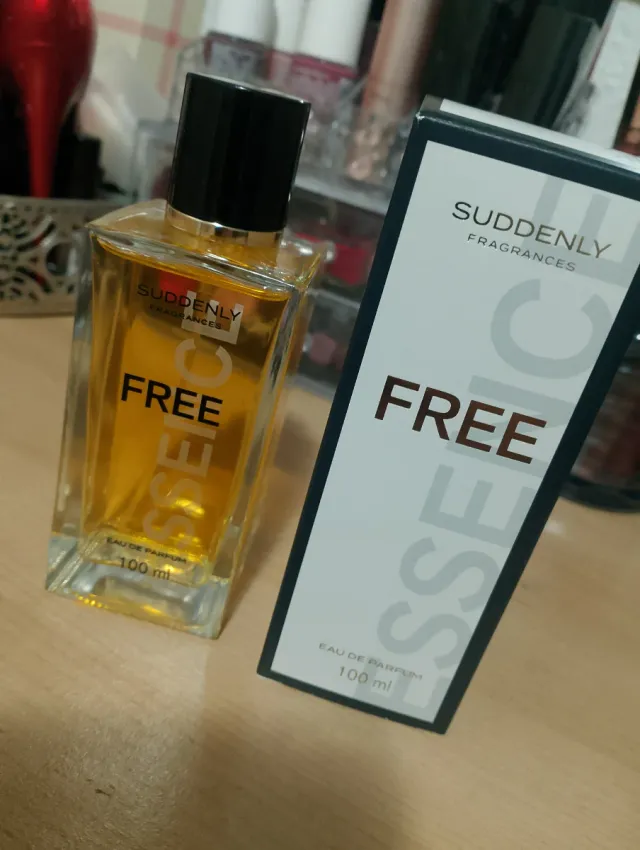 SUDDENLY
FRAGRANCES
FREE
ESSENCE
EAU DE PARFUM
100 ml
SUDDENLY
FRAGRANCES
FREE
ESSENCE
EAU DE PARFUM
100 ml